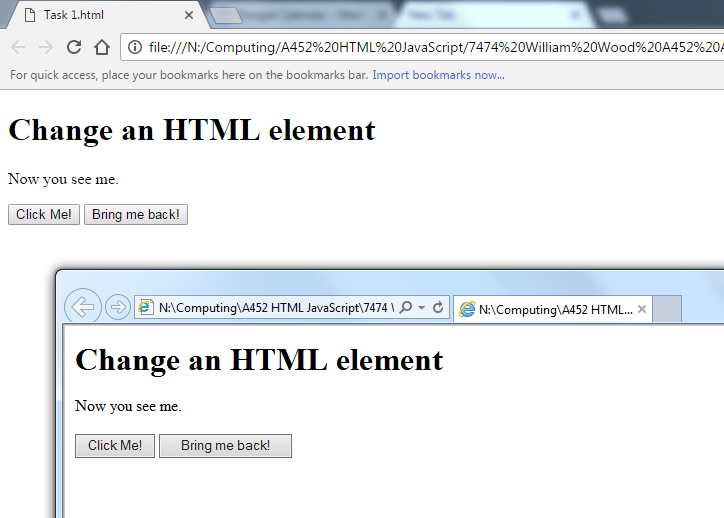 Task 1.html
New Tab
file:///N:/Computing/A452%20HTML%20JavaScript/7474%20William%20Wood%20A452%20A
For quick access, place your bookmarks here on the bookmarks bar. Import bookmarks now...
Change an HTML element
Now you see me.
Click Me! Bring me back!
N:\Computing\A452 HTML JavaScript\7474 N:\Computing\A452 HTML...
Change an HTML element
Now you see me.
Click Me! Bring me back!